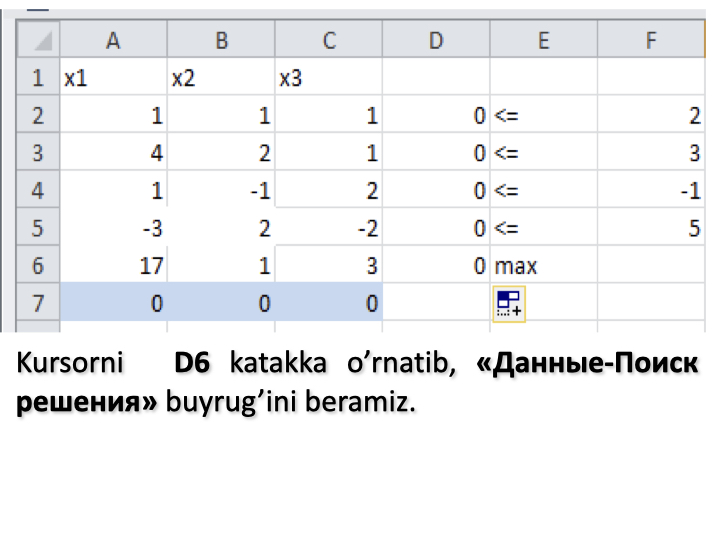 A B C D E F
1 x1 x2 x3
2 1 1 1 0 <= 2
3 4 2 1 0 <= 3
4 1 -1 2 0 <= -1
5 -3 2 -2 0 <= 5
6 17 1 3 0 max
7 0 0 0
Kursorni D6 katakka o’rnatib, «Данные-Поиск
решения» buyrug’ini beramiz.